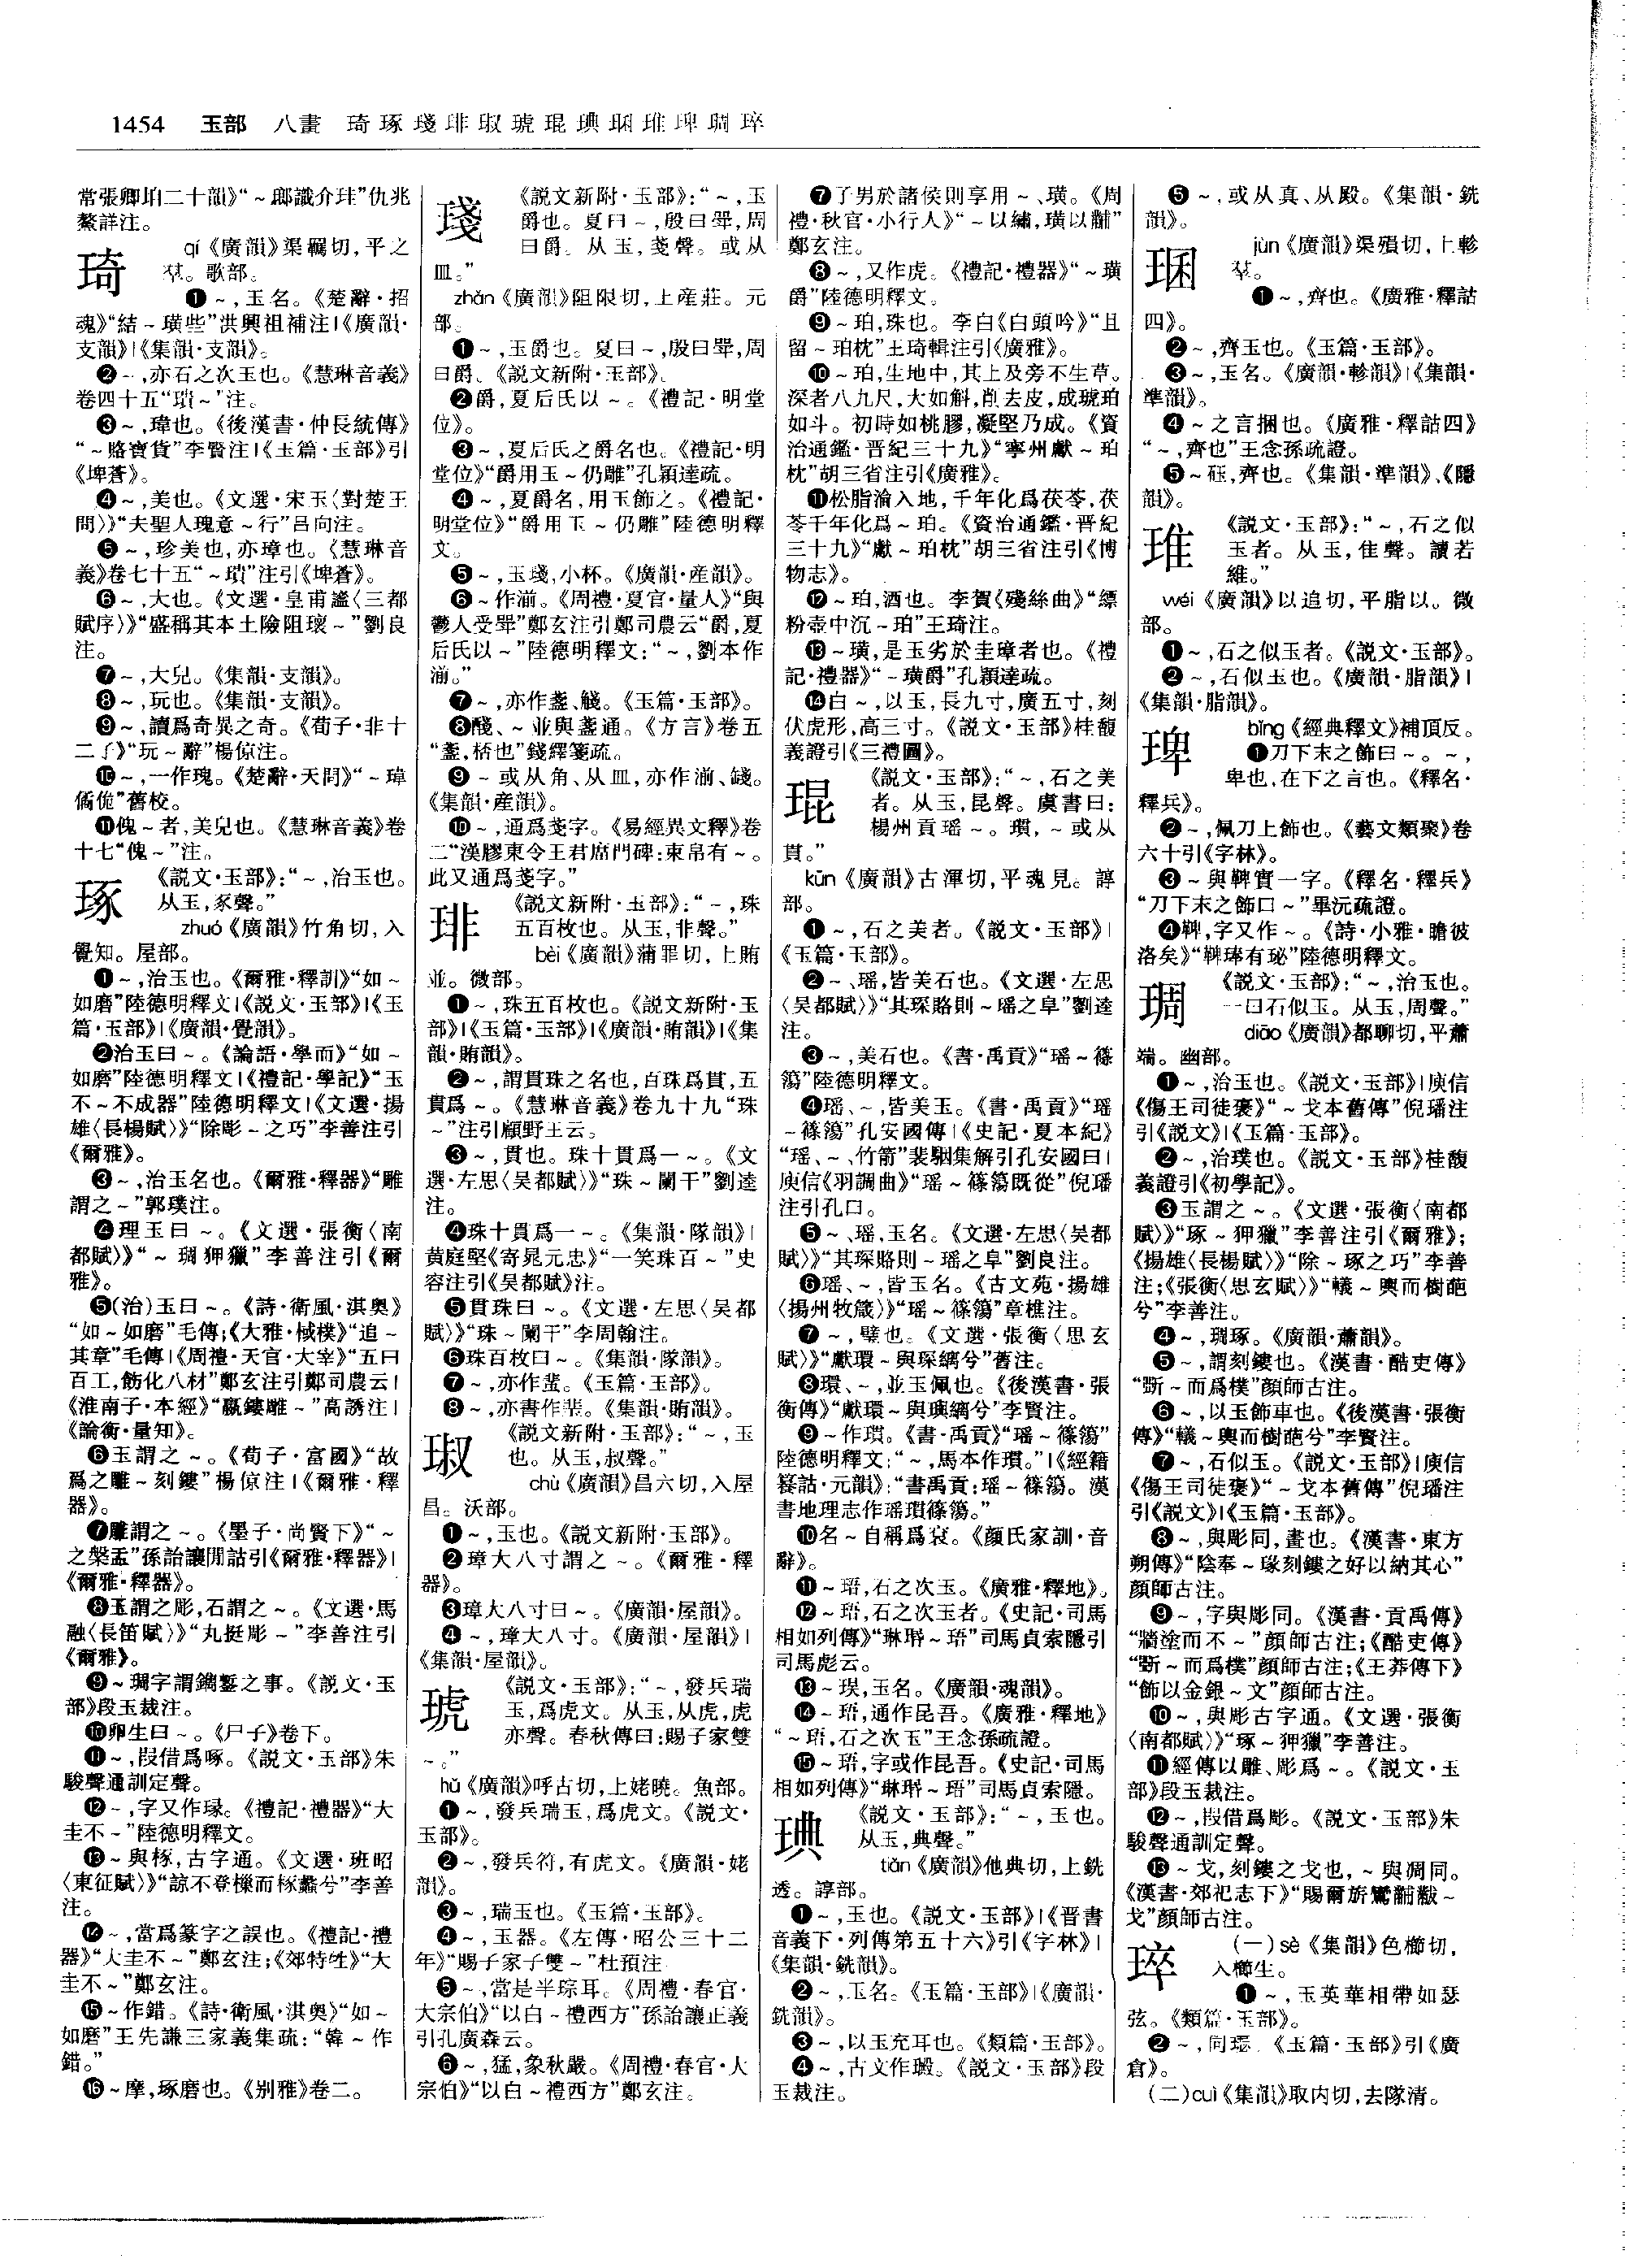 1454 玉部 八畫 琦琢琖琲琡琥琨琠琄琟琕琱琗
常張卿二十韻》“~鄙識介珪”仇兆
鰲詳注。
琦 qí《廣韻》渠羈切,平之
羣。歌部。
❶~,玉名。《楚辭·招
魂》“結~璜些”洪興祖補注|《廣韻·
支韻》|《集韻·支韻》。
❷~,亦石之次玉也。《慧琳音義》
卷四十五“瑣~”注。
❸~,瑋也。《後漢書·仲長統傳》
“~賂寶貨”李賢注|《玉篇·玉部》引
《埤蒼》。
❹~,美也。《文選·宋玉〈對楚王
問〉》“夫聖人瑰意~行”呂向注。
❺~,珍美也,亦瑋也。《慧琳音
義》卷七十五“~瑣”注引《埤蒼》。
❻~,大也。《文選·皇甫謐〈三都
賦序〉》“盛稱其本土險阻瓌~”劉良
注。
❼~,大皃。《集韻·支韻》。
❽~,玩也。《集韻·支韻》。
❾~,讀爲奇異之奇。《荀子·非十
二子》“玩~辭”楊倞注。
❿~,一作瑰。《楚辭·天問》“~瑋
僪佹”舊校。
⓫傀~者,美皃也。《慧琳音義》卷
十七“傀~”注。
琢 《説文·玉部》:“~,治玉也。
从玉,豖聲。”
zhuó《廣韻》竹角切,入
覺知。屋部。
❶~,治玉也。《爾雅·釋訓》“如~
如磨”陸德明釋文|《説文·玉部》|《玉
篇·玉部》|《廣韻·覺韻》。
❷治玉曰~。《論語·學而》“如~
如磨”陸德明釋文|《禮記·學記》“玉
不~不成器”陸德明釋文|《文選·揚
雄〈長楊賦〉》“除彫~之巧”李善注引
《爾雅》。
❸~,治玉名也。《爾雅·釋器》“雕
謂之~”郭璞注。
❹理玉曰~。《文選·張衡〈南
都賦〉》“~琱狎獵”李善注引《爾
雅》。
❺(治)玉曰~。《詩·衛風·淇奧》
“如~如磨”毛傳;《大雅·棫樸》“追~
其章”毛傳|《周禮·天官·大宰》“五曰
百工,飭化八材”鄭玄注引鄭司農云|
《淮南子·本經》“嬴鏤雕~”高誘注|
《論衡·量知》。
❻玉謂之~。《荀子·富國》“故
爲之雕~刻鏤”楊倞注|《爾雅·釋
器》。
❼雕謂之~。《墨子·尚賢下》“~
之槃盂”孫詒讓閒詁引《爾雅·釋器》|
《爾雅·釋器》。
❽玉謂之彫,石謂之~。《文選·馬
融〈長笛賦〉》“丸挻彫~”李善注引
《爾雅》。
❾~琱字謂鐫鏨之事。《説文·玉
部》段玉裁注。
❿卵生曰~。《尸子》卷下。
⓫~,叚借爲啄。《説文·玉部》朱
駿聲通訓定聲。
⓬~,字又作瑑。《禮記·禮器》“大
圭不~”陸德明釋文。
⓭~與椓,古字通。《文選·班昭
〈東征賦〉》“諒不登樔而椓蠡兮”李善
注。
⓮~,當爲篆字之誤也。《禮記·禮
器》“大圭不~”鄭玄注;《郊特牲》“大
圭不~”鄭玄注。
⓯~作錯。《詩·衛風·淇奧》“如~
如磨”王先謙三家義集疏:“韓~作
錯。”
⓰~摩,琢磨也。《別雅》卷二。
琖 《説文新附·玉部》:“~,玉
爵也。夏曰~,殷曰斝,周
曰爵。从玉,戔聲。或从
皿。”
zhǎn《廣韻》阻限切,上産莊。元
部。
❶~,玉爵也。夏曰~,殷曰斝,周
曰爵。《説文新附·玉部》。
❷爵,夏后氏以~。《禮記·明堂
位》。
❸~,夏后氏之爵名也。《禮記·明
堂位》“爵用玉~仍雕”孔穎達疏。
❹~,夏爵名,用玉飾之。《禮記·
明堂位》“爵用玉~仍雕”陸德明釋
文。
❺~,玉琖,小杯。《廣韻·産韻》。
❻~作湔。《周禮·夏官·量人》“與
鬱人受斝”鄭玄注引鄭司農云“爵,夏
后氏以~”陸德明釋文:“~,劉本作
湔。”
❼~,亦作盞、醆。《玉篇·玉部》。
❽醆、~並與盞通。《方言》卷五
“盞,桮也”錢繹箋疏。
❾~或从角、从皿,亦作湔、錢。
《集韻·産韻》。
❿~,通爲戔字。《易經異文釋》卷
二“漢膠東令王君庿門碑:束帛有~。
此又通爲戔字。”
琲 《説文新附·玉部》:“~,珠
五百枚也。从玉,非聲。”
bèi《廣韻》蒲罪切,上賄
並。微部。
❶~,珠五百枚也。《説文新附·玉
部》|《玉篇·玉部》|《廣韻·賄韻》|《集
韻·賄韻》。
❷~,謂貫珠之名也,百珠爲貫,五
貫爲~。《慧琳音義》卷九十九“珠
~”注引顧野王云。
❸~,貫也。珠十貫爲一~。《文
選·左思〈吴都賦〉》“珠~闌干”劉逵
注。
❹珠十貫爲一~。《集韻·隊韻》|
黄庭堅《寄晁元忠》“一笑珠百~”史
容注引《吴都賦》注。
❺貫珠曰~。《文選·左思〈吴都
賦〉》“珠~闌干”李周翰注。
❻珠百枚曰~。《集韻·隊韻》。
❼~,亦作蜚。《玉篇·玉部》。
❽~,亦書作琵。《集韻·賄韻》。
琡 《説文新附·玉部》:“~,玉
也。从玉,叔聲。”
chù《廣韻》昌六切,入屋
昌。沃部。
❶~,玉也。《説文新附·玉部》。
❷璋大八寸謂之~。《爾雅·釋
器》。
❸璋大八寸曰~。《廣韻·屋韻》。
❹~,璋大八寸。《廣韻·屋韻》|
《集韻·屋韻》。
琥 《説文·玉部》:“~,發兵瑞
玉,爲虎文。从玉,从虎,虎
亦聲。春秋傳曰:賜子家雙
~。”
hǔ《廣韻》呼古切,上姥曉。魚部。
❶~,發兵瑞玉,爲虎文。《説文·
玉部》。
❷~,發兵符,有虎文。《廣韻·姥
韻》。
❸~,瑞玉也。《玉篇·玉部》。
❹~,玉器。《左傳·昭公三十二
年》“賜子家子雙~”杜預注
❺~,當是半琮耳。《周禮·春官·
大宗伯》“以白~禮西方”孫詒讓正義
引孔廣森云。
❻~,猛,象秋嚴。《周禮·春官·大
宗伯》“以白~禮西方”鄭玄注。
❼子男於諸侯則享用~、璜。《周
禮·秋官·小行人》“~以繡,璜以黼”
鄭玄注。
❽~,又作虎。《禮記·禮器》“~璜
爵”陸德明釋文。
❾~珀,珠也。李白《白頭吟》“且
留~珀枕”王琦輯注引《廣雅》。
❿~珀,生地中,其上及旁不生草。
深者八九尺,大如斛,削去皮,成琥珀
如斗。初時如桃膠,凝堅乃成。《資
治通鑑·晋紀三十九》“寧州獻~珀
枕”胡三省注引《廣雅》。
⓫松脂淪入地,千年化爲茯苓,茯
苓千年化爲~珀。《資治通鑑·晋紀
三十九》“獻~珀枕”胡三省注引《博
物志》。
⓬~珀,酒也。李賀《殘絲曲》“縹
粉壺中沉~珀”王琦注。
⓭~璜,是玉劣於圭璋者也。《禮
記·禮器》“~璜爵”孔穎達疏。
⓮白~,以玉,長九寸,廣五寸,刻
伏虎形,高三寸。《説文·玉部》桂馥
義證引《三禮圖》。
琨 《説文·玉部》:“~,石之美
者。从玉,昆聲。虞書曰:
楊州貢瑶~。瑻,~或从
貫。”
kūn《廣韻》古渾切,平魂見。諄
部。
❶~,石之美者。《説文·玉部》|
《玉篇·玉部》。
❷~、瑶,皆美石也。《文選·左思
〈吴都賦〉》“其琛賂則~瑶之阜”劉逵
注。
❸~,美石也。《書·禹貢》“瑶~篠
簜”陸德明釋文。
❹瑶、~,皆美玉。《書·禹貢》“瑶
~篠簜”孔安國傳|《史記·夏本紀》
“瑶、~、竹箭”裴駰集解引孔安國曰|
庾信《羽調曲》“瑶~篠簜既從”倪璠
注引孔曰。
❺~、瑶,玉名。《文選·左思〈吴都
賦〉》“其琛賂則~瑶之阜”劉良注。
❻瑶、~,皆玉名。《古文苑·揚雄
〈揚州牧箴〉》“瑶~篠簜”章樵注。
❼~,璧也。《文選·張衡〈思玄
賦〉》“獻環~與琛縭兮”舊注。
❽環、~,並玉佩也。《後漢書·張
衡傳》“獻環~與璵縭兮”李賢注。
❾~作瑻。《書·禹貢》“瑶~篠簜”
陸德明釋文:“~,馬本作瑻。”|《經籍
籑詁·元韻》:“書禹貢:瑶~篠簜。漢
書地理志作瑶瑻篠簜。”
❿名~自稱爲衮。《顔氏家訓·音
辭》。
⓫~珸,石之次玉。《廣雅·釋地》。
⓬~珸,石之次玉者。《史記·司馬
相如列傳》“琳琘~珸”司馬貞索隱引
司馬彪云。
⓭~珸,玉名。《廣韻·魂韻》。
⓮~珸,通作昆吾。《廣雅·釋地》
“~珸,石之次玉”王念孫疏證。
⓯~珸,字或作昆吾。《史記·司馬
相如列傳》“琳琘~珸”司馬貞索隱。
琠 《説文·玉部》:“~,玉也。
从玉,典聲。”
tiǎn《廣韻》他典切,上銑
透。諄部。
❶~,玉也。《説文·玉部》|《晋書
音義下·列傳第五十六》引《字林》|
《集韻·銑韻》。
❷~,玉名。《玉篇·玉部》|《廣韻·
銑韻》。
❸~,以玉充耳也。《類篇·玉部》。
❹~,古文作㻫。《説文·玉部》段
玉裁注。
❺~,或从真、从殿。《集韻·銑
韻》。
jùn《廣韻》渠殞切,上軫
羣。
❶~,齊也。《廣雅·釋詁
四》。
❷~,齊玉也。《玉篇·玉部》。
❸~,玉名。《廣韻·軫韻》|《集韻·
準韻》。
❹~之言捆也。《廣雅·釋詁四》
“~,齊也”王念孫疏證。
❺~砡,齊也。《集韻·準韻》、《隱
韻》。
琟 《説文·玉部》:“~,石之似
玉者。从玉,隹聲。讀若
維。”
wéi《廣韻》以追切,平脂以。微
部。
❶~,石之似玉者。《説文·玉部》。
❷~,石似玉也。《廣韻·脂韻》|
《集韻·脂韻》。
琕 bǐng《經典釋文》補頂反。
❶刀下末之飾曰~。~,
卑也,在下之言也。《釋名·
釋兵》。
❷~,佩刀上飾也。《藝文類聚》卷
六十引《字林》。
❸~與鞞實一字。《釋名·釋兵》
“刀下末之飾曰~”畢沅疏證。
❹鞞,字又作~。《詩·小雅·瞻彼
洛矣》“鞞琫有珌”陸德明釋文。
琱 《説文·玉部》:“~,治玉也。
一曰石似玉。从玉,周聲。”
diāo《廣韻》都聊切,平蕭
端。幽部。
❶~,治玉也。《説文·玉部》|庾信
《傷王司徒褒》“~戈本舊傳”倪璠注
引《説文》|《玉篇·玉部》。
❷~,治璞也。《説文·玉部》桂馥
義證引《初學記》。
❸玉謂之~。《文選·張衡〈南都
賦〉》“琢~狎獵”李善注引《爾雅》;
《揚雄〈長楊賦〉》“除~琢之巧”李善
注;《張衡〈思玄賦〉》“轙~輿而樹葩
兮”李善注。
❹~,琱琢。《廣韻·蕭韻》。
❺~,謂刻鏤也。《漢書·酷吏傳》
“斲~而爲樸”顔師古注。
❻~,以玉飾車也。《後漢書·張衡
傳》“轙~輿而樹葩兮”李賢注。
❼~,石似玉。《説文·玉部》|庾信
《傷王司徒褒》“~戈本舊傳”倪璠注
引《説文》|《玉篇·玉部》。
❽~,與彫同,畫也。《漢書·東方
朔傳》“陰奉~瑑刻鏤之好以納其心”
顔師古注。
❾~,字與彫同。《漢書·貢禹傳》
“牆塗而不~”顔師古注;《酷吏傳》
“斲~而爲樸”顔師古注;《王莽傳下》
“飾以金銀~文”顔師古注。
❿~,與彫古字通。《文選·張衡
〈南都賦〉》“琢~狎獵”李善注。
⓫經傳以雕、彫爲~。《説文·玉
部》段玉裁注。
⓬~,叚借爲彫。《説文·玉部》朱
駿聲通訓定聲。
⓭~戈,刻鏤之戈也,~與凋同。
《漢書·郊祀志下》“賜爾旂鸞黼黻~
戈”顔師古注。
琗 (一)sè《集韻》色櫛切,
入櫛生。
❶~,玉英華相帶如瑟
弦。《類篇·玉部》。
❷~,同璱。《玉篇·玉部》引《廣
倉》。
(二)cuì《集韻》取内切,去隊清。